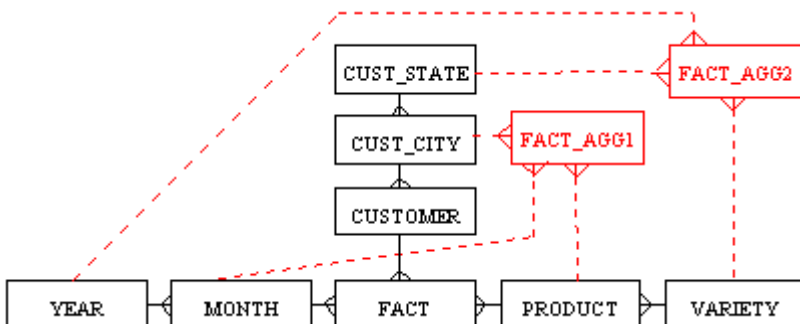 CUST_STATE
FACT_AGG2
CUST_CITY
FACT_AGG1
CUSTOMER
YEAR
MONTH
FACT
PRODUCT
VARIETY